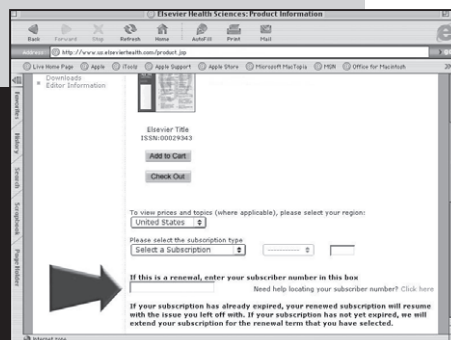 Elsevier Health Sciences: Product Information
Back Forward Stop Refresh Home AutoFill Print Mail
Address http://www.us.elsevierhealth.com/product.jsp
Live Home Page Apple iTools Apple Support Apple Store Microsoft MacTopia MSN Office for Macintosh
Favorites
History
Search
Scrapbook
Page Holder
Downloads
Editor Information
Elsevier Title
ISSN:00029343
Add to Cart
Check Out
To view prices and topics (where applicable), please select your region:
United States
Please select the subscription type
Select a Subscription
If this is a renewal, enter your subscriber number in this box
Need help locating your subscriber number? Click here
If your subscription has already expired, your renewed subscription will resume
with the issue you left off with. If your subscription has not yet expired, we will
extend your subscription for the renewal term that you have selected.
Internet zone